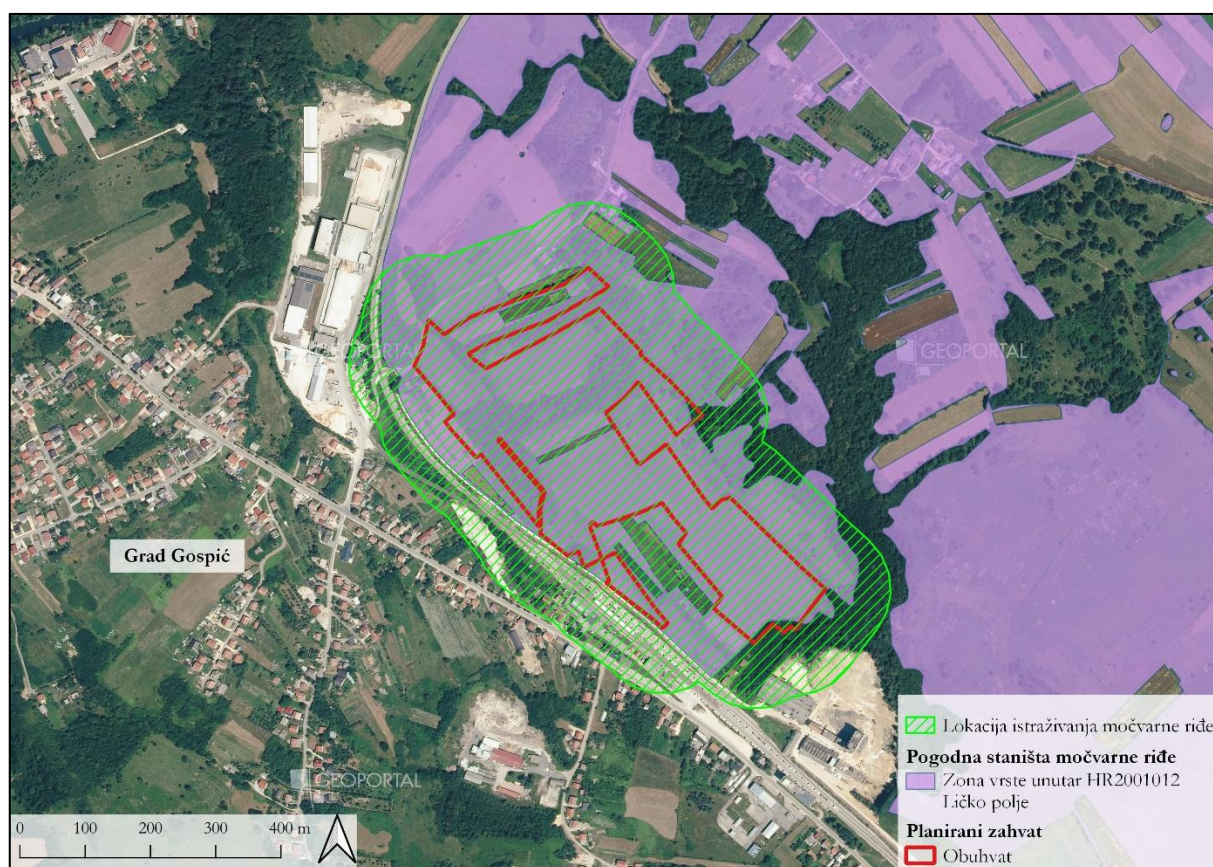 GEOPORTAL
GEOPORTAL
Grad Gospić
GEOPORTAL
Lokacija istraživanja močvarne riđe
Pogodna staništa močvarne riđe
Zona vrste unutar HR2001012
Ličko polje
Planirani zahvat
Obuhvat
0 100 200 300 400 m